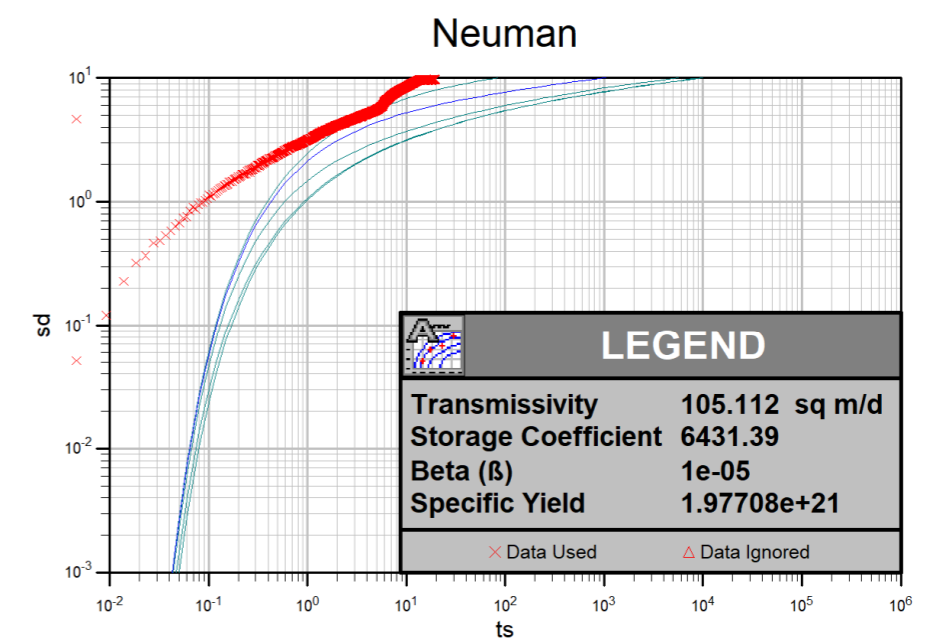 Neuman
10¹
10⁰
10⁻¹
10⁻²
10⁻³
sd
10⁻²
10⁻¹
10⁰
10¹
10²
10³
10⁴
10⁵
10⁶
ts
A
LEGEND
Transmissivity 105.112 sq m/d
Storage Coefficient 6431.39
Beta (ß) 1e-05
Specific Yield 1.97708e+21
× Data Used △ Data Ignored